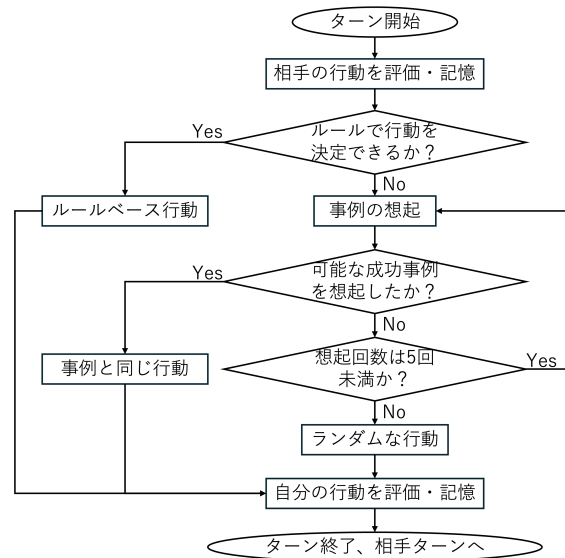 ターン開始
相手の行動を評価・記憶
ルールで行動を
決定できるか？
Yes
No
ルールベース行動
事例の想起
可能な成功事例
を想起したか？
Yes
No
事例と同じ行動
想起回数は5回
未満か？
Yes
No
ランダムな行動
自分の行動を評価・記憶
ターン終了、相手ターンへ